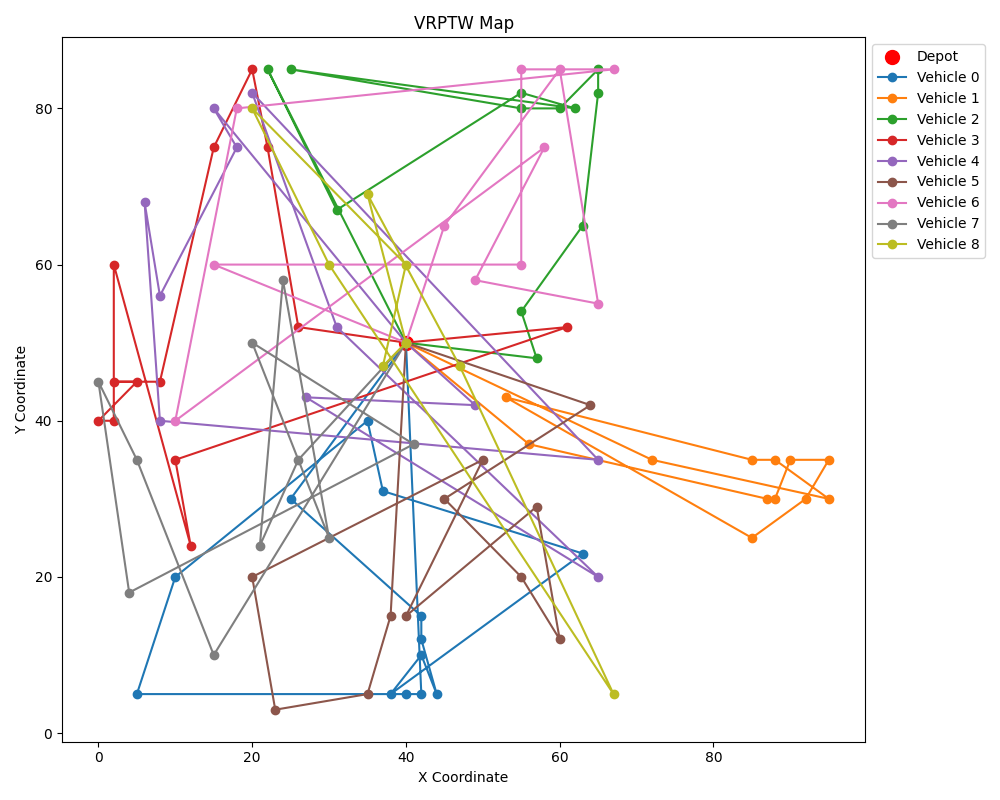 VRPTW Map
Depot
Vehicle 0
Vehicle 1
Vehicle 2
Vehicle 3
Vehicle 4
Vehicle 5
Vehicle 6
Vehicle 7
Vehicle 8
Y Coordinate
80
60
40
20
0
0 20 40 60 80
X Coordinate